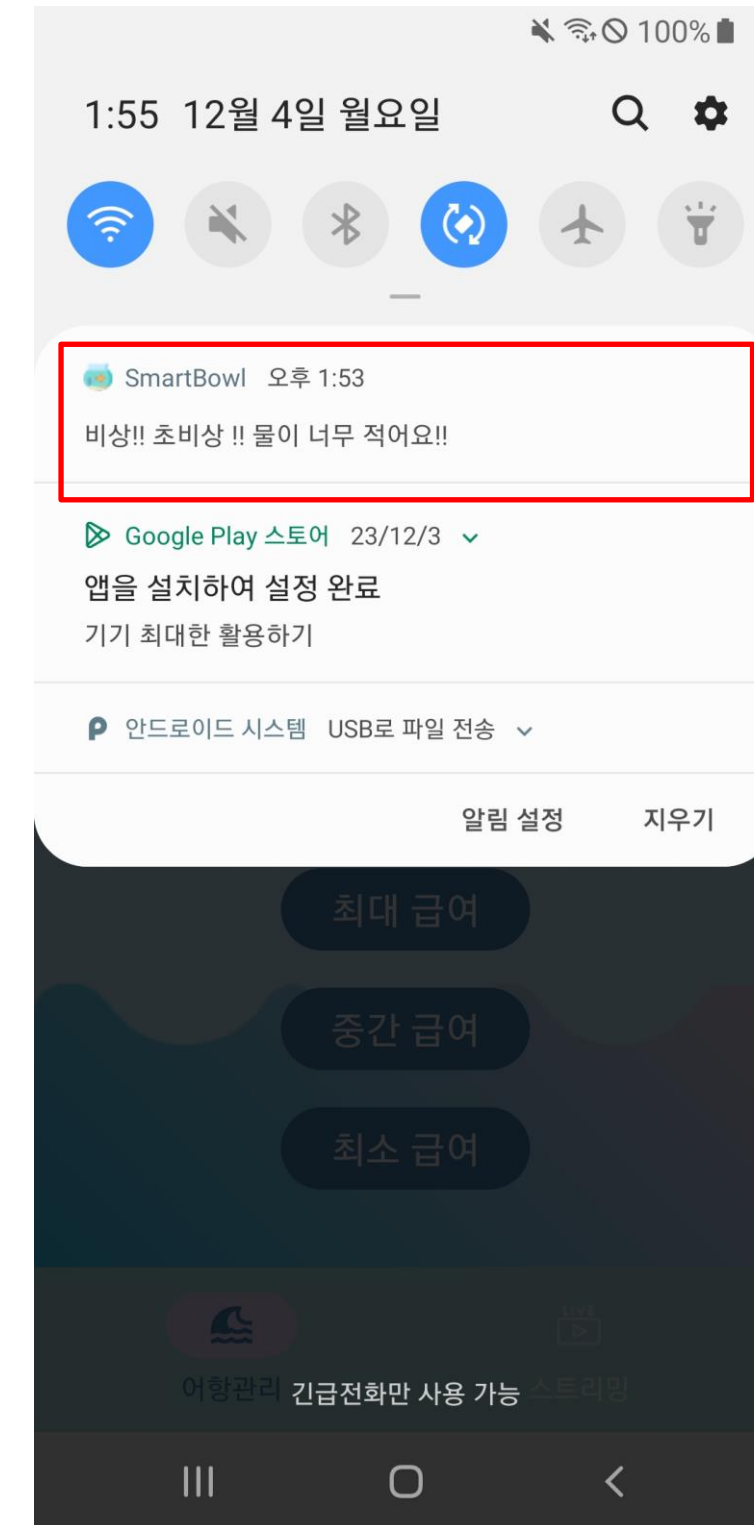 100%
1:55 12월 4일 월요일
SmartBowl 오후 1:53
비상!! 초비상 !! 물이 너무 적어요!!
Google Play 스토어 23/12/3
앱을 설치하여 설정 완료
기기 최대한 활용하기
안드로이드 시스템 USB로 파일 전송
알림 설정 지우기
최대 급여
중간 급여
최소 급여
LIVE
어항관리 긴급전화만 사용 가능 스트리밍